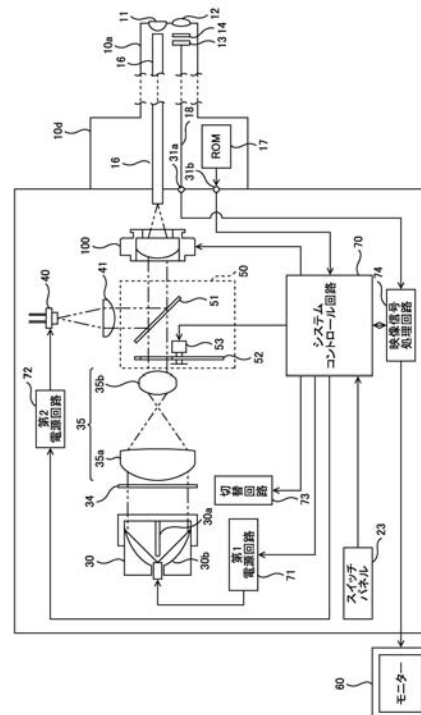 11
12
10a
16
14
13
10d
18
31a
16
31b
ROM
17
100
40
50
70
41
51
74
システム
コントロール回路
映像信号
処理回路
53
52
72
35b
第2
電源回路
35
35a
34
切替回路
73
30a
30
30b
第1
電源回路
71
スイッチ
パネル
23
60
モニター